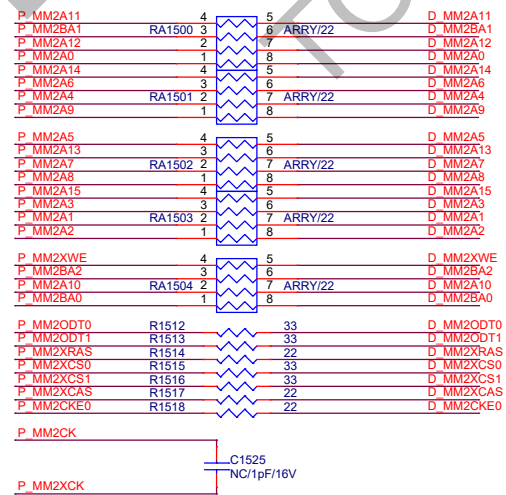 P_MM2A11 4 5 D_MM2A11
P_MM2BA1 RA1500 3 6 ARRY/22 D_MM2BA1
P_MM2A12 2 7 D_MM2A12
P_MM2A0 1 8 D_MM2A0
P_MM2A14 4 5 D_MM2A14
P_MM2A6 3 6 D_MM2A6
P_MM2A4 RA1501 2 7 ARRY/22 D_MM2A4
P_MM2A9 1 8 D_MM2A9
P_MM2A5 4 5 D_MM2A5
P_MM2A13 3 6 D_MM2A13
P_MM2A7 RA1502 2 7 ARRY/22 D_MM2A7
P_MM2A8 1 8 D_MM2A8
P_MM2A15 4 5 D_MM2A15
P_MM2A3 3 6 D_MM2A3
P_MM2A1 RA1503 2 7 ARRY/22 D_MM2A1
P_MM2A2 1 8 D_MM2A2
P_MM2XWE 4 5 D_MM2XWE
P_MM2BA2 3 6 D_MM2BA2
P_MM2A10 RA1504 2 7 ARRY/22 D_MM2A10
P_MM2BA0 1 8 D_MM2BA0
P_MM2ODT0 R1512 33 D_MM2ODT0
P_MM2ODT1 R1513 33 D_MM2ODT1
P_MM2XRAS R1514 22 D_MM2XRAS
P_MM2XCS0 R1515 33 D_MM2XCS0
P_MM2XCS1 R1516 33 D_MM2XCS1
P_MM2XCAS R1517 22 D_MM2XCAS
P_MM2CKE0 R1518 22 D_MM2CKE0
P_MM2CK
C1525
NC/1pF/16V
P_MM2XCK